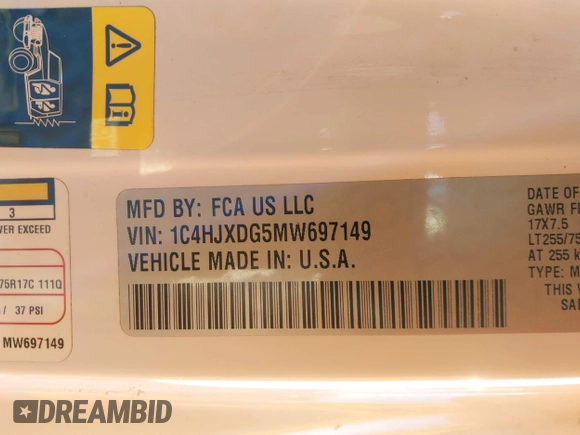 3
VER EXCEED
75R17C 111Q
/ 37 PSI
MW697149
MFD BY: FCA US LLC
VIN: 1C4HJXDG5MW697149
VEHICLE MADE IN: U.S.A.
DATE OF
GAWR F
17X7.5
LT255/75
AT 255 k
TYPE: M
THIS V
SA
DREAMBID